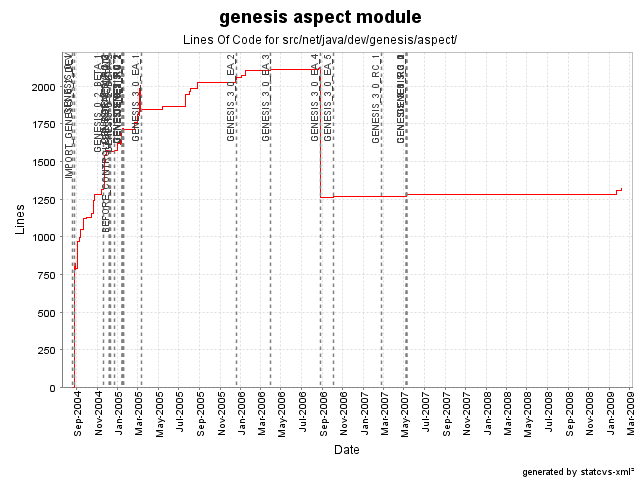 genesis aspect module
Lines Of Code for src/net/java/dev/genesis/aspect/
GENESIS_3_0_EA_1
GENESIS_3_0_EA_2
GENESIS_3_0_EA_3
GENESIS_3_0_EA_4
GENESIS_3_0_EA_5
GENESIS_3_0_RC_1
Lines
2000
1750
1500
1250
1000
750
500
250
0
Sep-2004
Nov-2004
Jan-2005
Mar-2005
May-2005
Jul-2005
Sep-2005
Nov-2005
Jan-2006
Mar-2006
May-2006
Jul-2006
Sep-2006
Nov-2006
Jan-2007
Mar-2007
May-2007
Jul-2007
Sep-2007
Nov-2007
Jan-2008
Mar-2008
May-2008
Jul-2008
Sep-2008
Nov-2008
Jan-2009
Mar-2009
Date
generated by statcvs-xml²